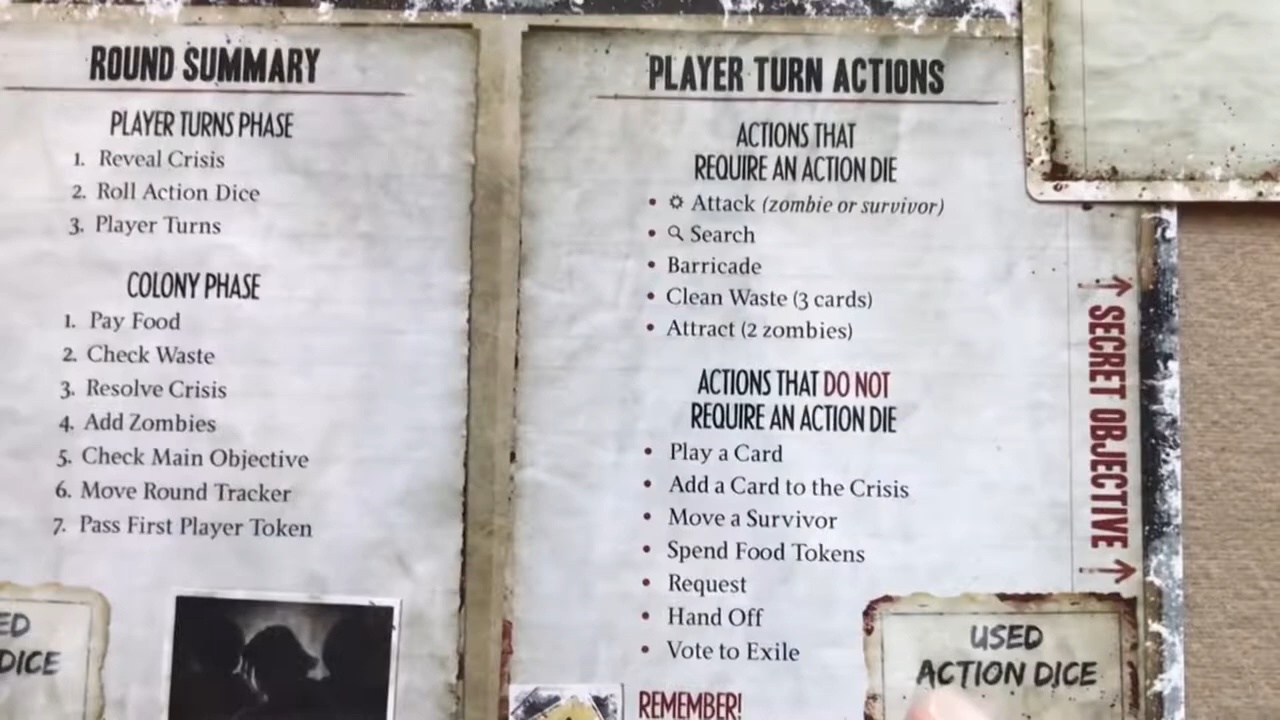 ROUND SUMMARY
PLAYER TURNS PHASE
1. Reveal Crisis
2. Roll Action Dice
3. Player Turns
COLONY PHASE
1. Pay Food
2. Check Waste
3. Resolve Crisis
4. Add Zombies
5. Check Main Objective
6. Move Round Tracker
7. Pass First Player Token
DICE
PLAYER TURN ACTIONS
ACTIONS THAT
REQUIRE AN ACTION DIE
• Attack (zombie or survivor)
• Search
• Barricade
• Clean Waste (3 cards)
• Attract (2 zombies)
ACTIONS THAT DO NOT
REQUIRE AN ACTION DIE
• Play a Card
• Add a Card to the Crisis
• Move a Survivor
• Spend Food Tokens
• Request
• Hand Off
• Vote to Exile
REMEMBER!
USED
ACTION DICE
SECRET OBJECTIVE